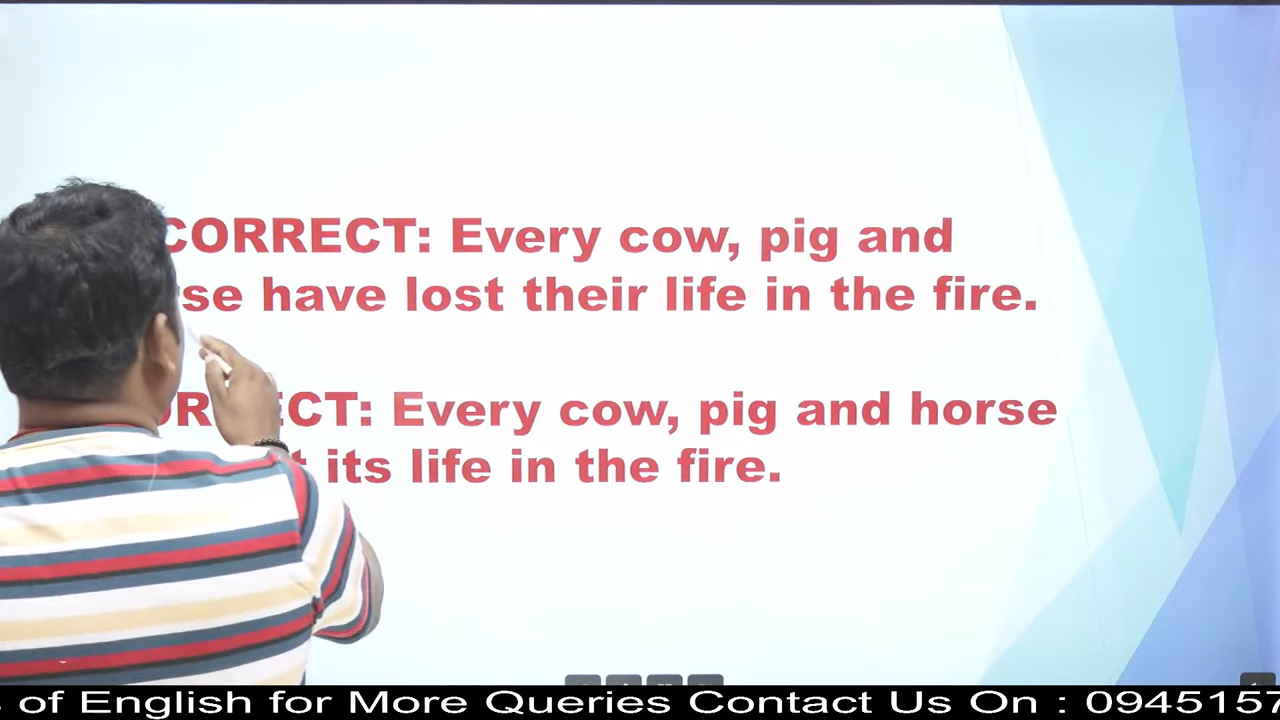 CORRECT: Every cow, pig and
se have lost their life in the fire.
CT: Every cow, pig and horse
its life in the fire.
of English for More Queries Contact Us On : 0945157